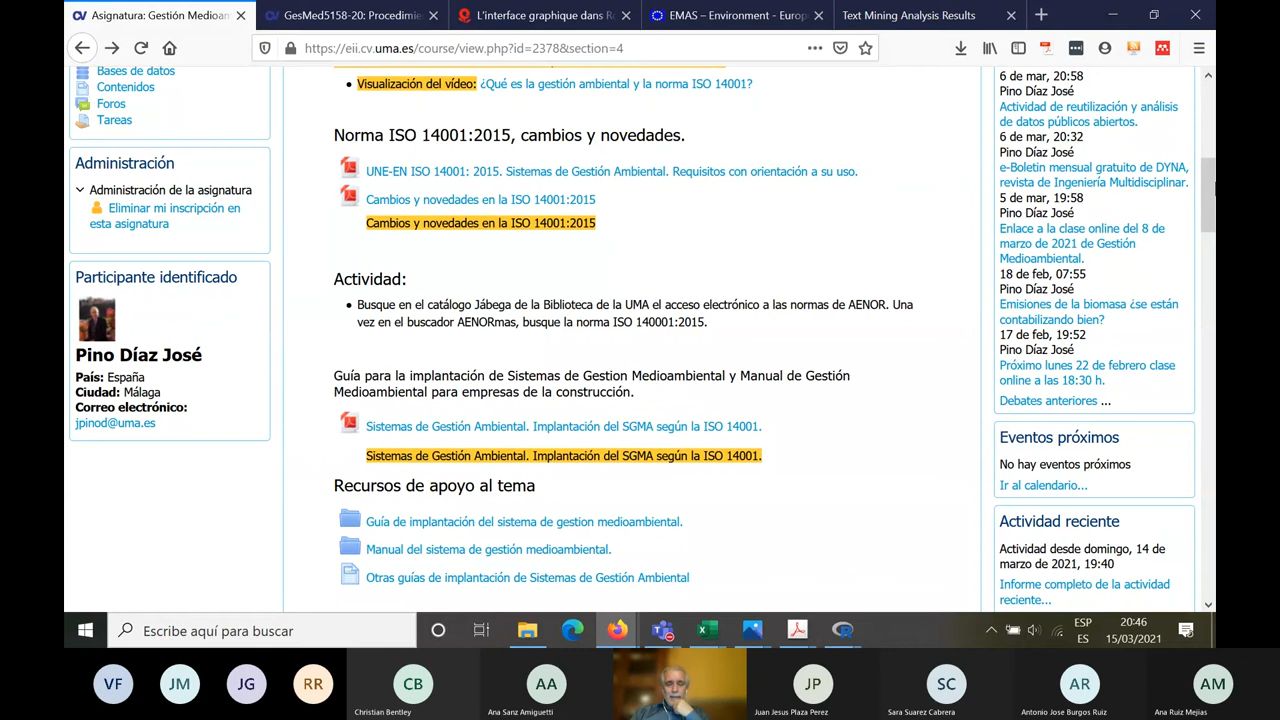 Asignatura: Gestión Medioam
GesMed5158-20: Procedimie
L'interface graphique dans R
EMAS – Environment - Europ
Text Mining Analysis Results
https://eii.cv.uma.es/course/view.php?id=2378&section=4
Bases de datos
Contenidos
Foros
Tareas
Administración
Administración de la asignatura
Eliminar mi inscripción en
esta asignatura
Participante identificado
Pino Díaz José
País: España
Ciudad: Málaga
Correo electrónico:
jpinod@uma.es
Visualización del vídeo: ¿Qué es la gestión ambiental y la norma ISO 14001?
Norma ISO 14001:2015, cambios y novedades.
UNE-EN ISO 14001: 2015. Sistemas de Gestión Ambiental. Requisitos con orientación a su uso.
Cambios y novedades en la ISO 14001:2015
Cambios y novedades en la ISO 14001:2015
Actividad:
Busque en el catálogo Jábega de la Biblioteca de la UMA el acceso electrónico a las normas de AENOR. Una
vez en el buscador AENORmas, busque la norma ISO 140001:2015.
Guía para la implantación de Sistemas de Gestion Medioambiental y Manual de Gestión
Medioambiental para empresas de la construcción.
Sistemas de Gestión Ambiental. Implantación del SGMA según la ISO 14001.
Sistemas de Gestión Ambiental. Implantación del SGMA según la ISO 14001.
Recursos de apoyo al tema
Guía de implantación del sistema de gestion medioambiental.
Manual del sistema de gestión medioambiental.
Otras guías de implantación de Sistemas de Gestión Ambiental
6 de mar, 20:58
Pino Díaz José
Actividad de reutilización y análisis
de datos públicos abiertos.
6 de mar, 20:32
Pino Díaz José
e-Boletin mensual gratuito de DYNA,
revista de Ingeniería Multidisciplinar.
5 de mar, 19:58
Pino Díaz José
Enlace a la clase online del 8 de
marzo de 2021 de Gestión
Medioambiental.
18 de feb, 07:55
Pino Díaz José
Emisiones de la biomasa ¿se están
contabilizando bien?
17 de feb, 19:52
Pino Díaz José
Próximo lunes 22 de febrero clase
online a las 18:30 h.
Debates anteriores ...
Eventos próximos
No hay eventos próximos
Ir al calendario...
Actividad reciente
Actividad desde domingo, 14 de
marzo de 2021, 19:40
Informe completo de la actividad
reciente...
Escribe aquí para buscar
ESP
ES
20:46
15/03/2021
VF
JM
JG
RR
CB
Christian Bentley
AA
Ana Sanz Amiguetti
JP
Juan Jesus Plaza Perez
SC
Sara Suarez Cabrera
AR
Antonio Jose Burgos Ruiz
AM
Ana Ruiz Mejias